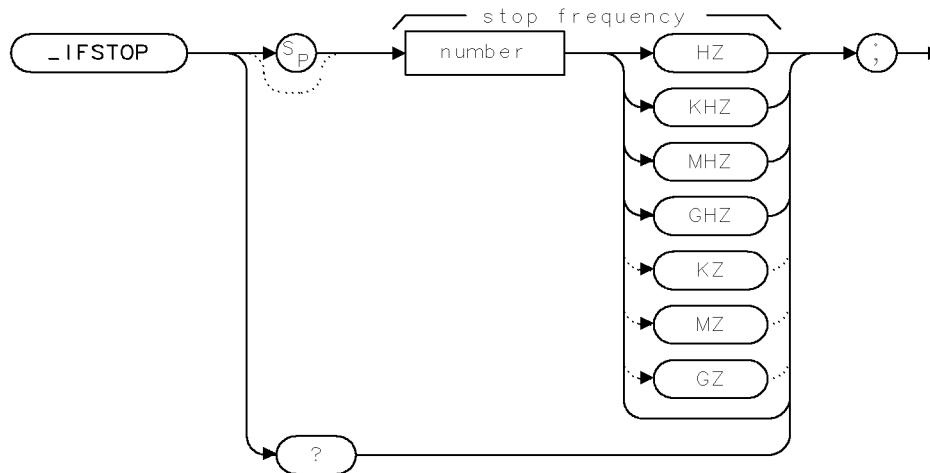 stop frequency
_IFSTOP
SP
number
HZ
;
KHZ
MHZ
GHZ
KZ
MZ
GZ
?